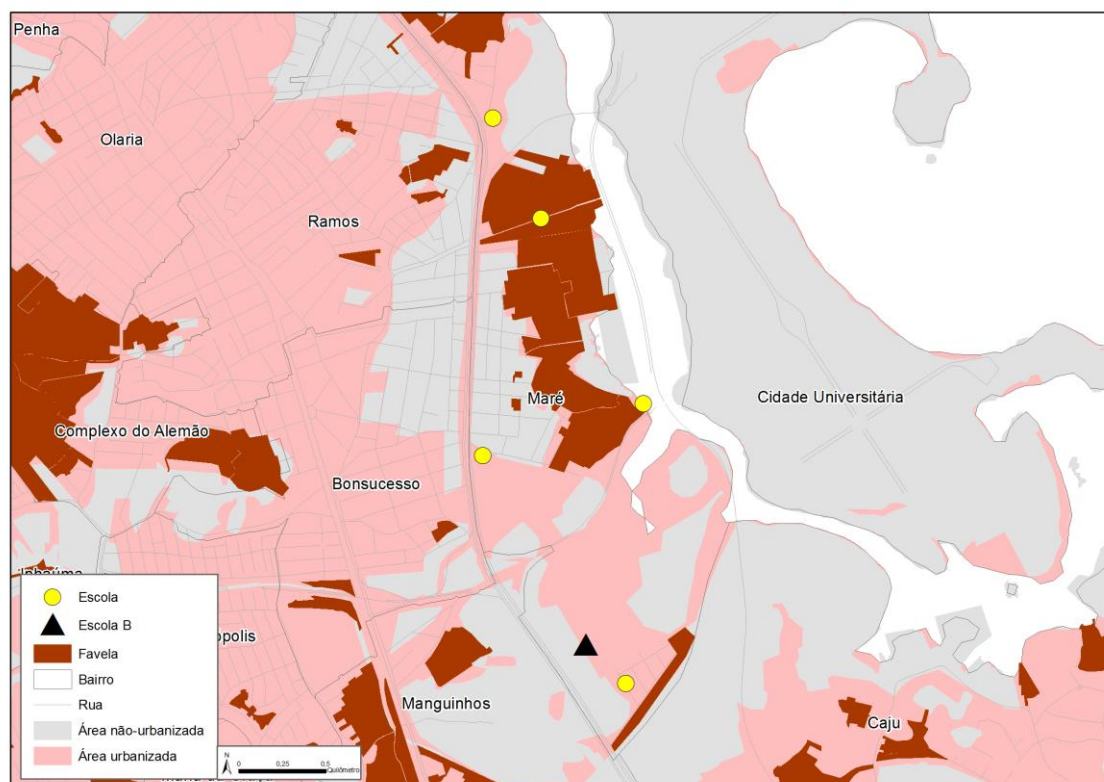 Penha
Olaria
Ramos
Maré
Cidade Universitária
Complexo do Alemão
Bonsucesso
Inhaúma
Manguinhos
Caju
Escola
Escola B
Favela
Bairro
Rua
Área não-urbanizada
Área urbanizada
N
0 0,25 0,5
Quilômetro